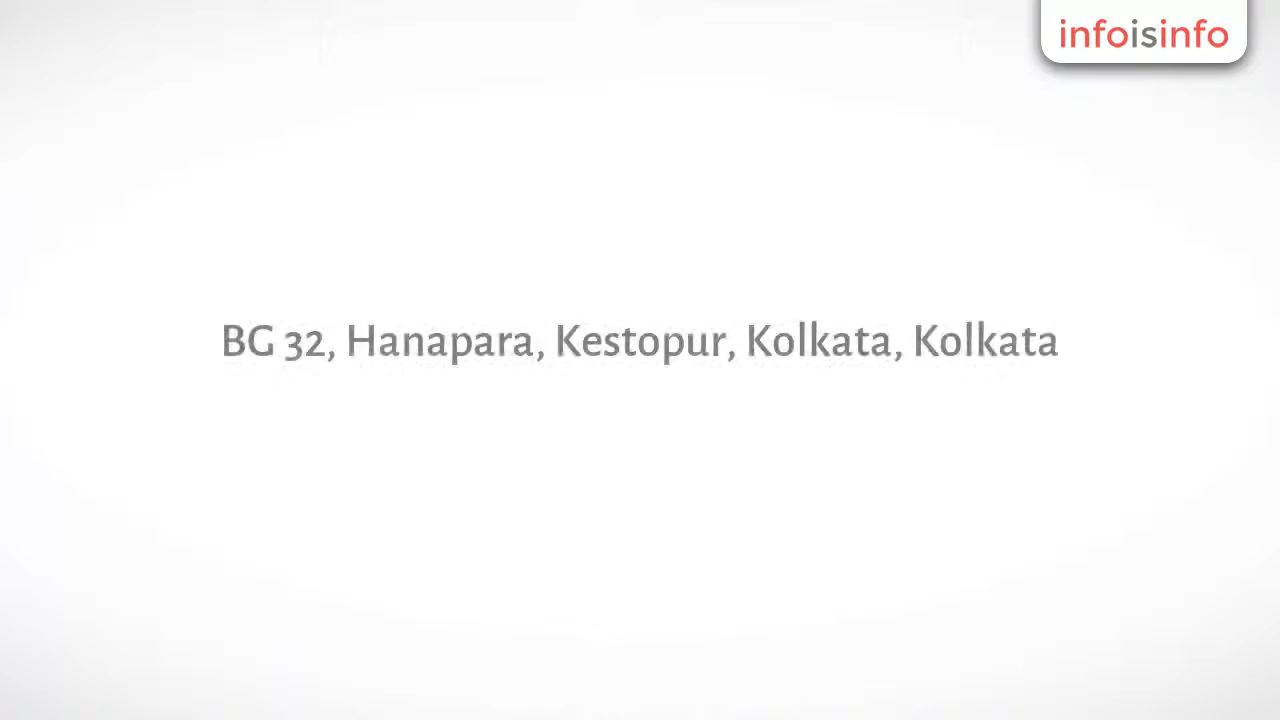 infoisinfo
BG 32, Hanapara, Kestopur, Kolkata, Kolkata